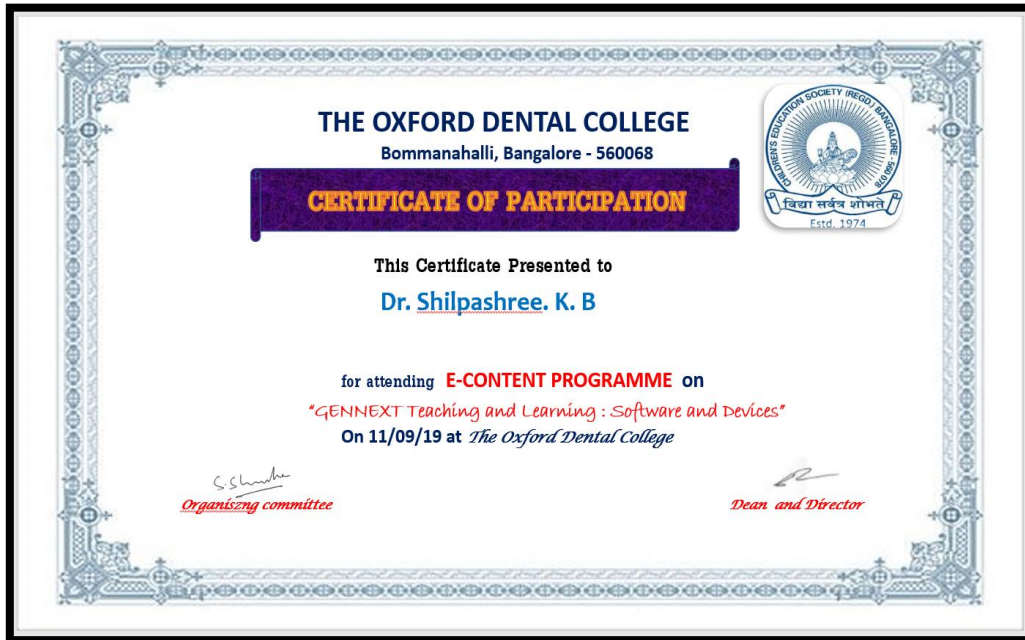 THE OXFORD DENTAL COLLEGE
Bommanahalli, Bangalore - 560068
CHILDREN'S EDUCATION SOCIETY (REGD) BANGALORE - 560 078
विद्या सर्वत्र शोभते
Estd. 1974
CERTIFICATE OF PARTICIPATION
This Certificate Presented to
Dr. Shilpashree. K. B
for attending E-CONTENT PROGRAMME on
"GENNEXT Teaching and Learning : Software and Devices"
On 11/09/19 at The Oxford Dental College
Organiszng committee
Dean and Director